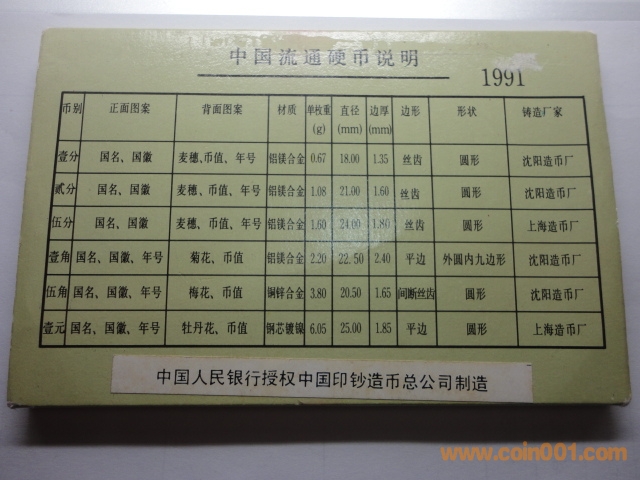 中国流通硬币说明
1991
币别 正面图案 背面图案 材质 单枚重(g) 直径(mm) 边厚(mm) 边形 形状 铸造厂家
壹分 国名、国徽 麦穗、币值、年号 铝镁合金 0.67 18.00 1.35 丝齿 圆形 沈阳造币厂
贰分 国名、国徽 麦穗、币值、年号 铝镁合金 1.08 21.00 1.60 丝齿 圆形 沈阳造币厂
伍分 国名、国徽 麦穗、币值、年号 铝镁合金 1.60 24.00 1.80 丝齿 圆形 上海造币厂
壹角 国名、国徽、年号 菊花、币值 铝镁合金 2.20 22.50 2.40 平边 外圆内九边形 沈阳造币厂
伍角 国名、国徽、年号 梅花、币值 铜锌合金 3.80 20.50 1.65 间断丝齿 圆形 沈阳造币厂
壹元 国名、国徽、年号 牡丹花、币值 钢芯镀镍 6.05 25.00 1.85 平边 圆形 上海造币厂
中国人民银行授权中国印钞造币总公司制造
www.coin001.com